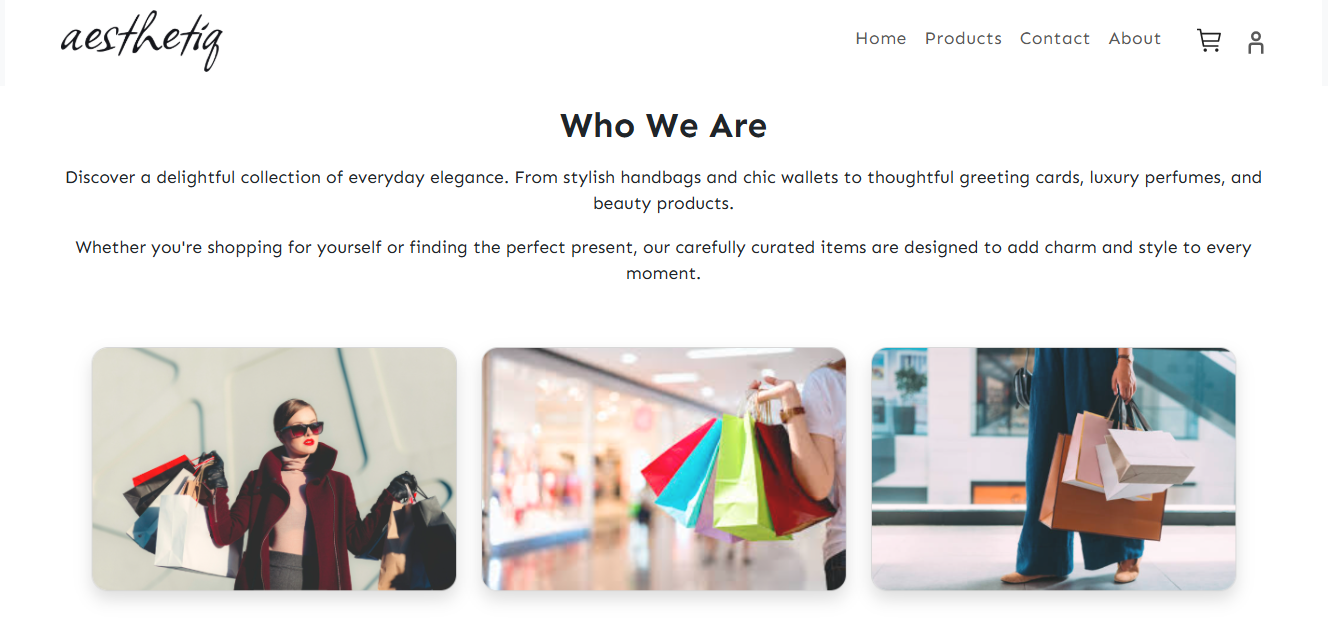 aesthetiq
Home Products Contact About
Who We Are
Discover a delightful collection of everyday elegance. From stylish handbags and chic wallets to thoughtful greeting cards, luxury perfumes, and
beauty products.
Whether you're shopping for yourself or finding the perfect present, our carefully curated items are designed to add charm and style to every
moment.